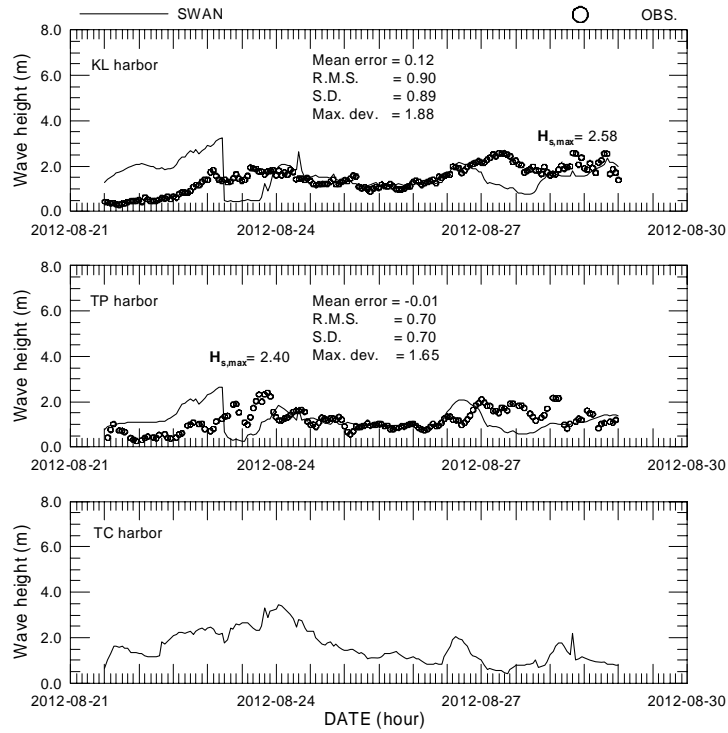 SWAN OBS.
8.0
6.0
4.0
2.0
0.0
Wave height (m)
KL harbor
Mean error = 0.12
R.M.S. = 0.90
S.D. = 0.89
Max. dev. = 1.88
Hs,max= 2.58
2012-08-21 2012-08-24 2012-08-27 2012-08-30
8.0
6.0
4.0
2.0
0.0
Wave height (m)
TP harbor
Mean error = -0.01
R.M.S. = 0.70
S.D. = 0.70
Max. dev. = 1.65
Hs,max= 2.40
2012-08-21 2012-08-24 2012-08-27 2012-08-30
8.0
6.0
4.0
2.0
0.0
Wave height (m)
TC harbor
2012-08-21 2012-08-24 2012-08-27 2012-08-30
DATE (hour)